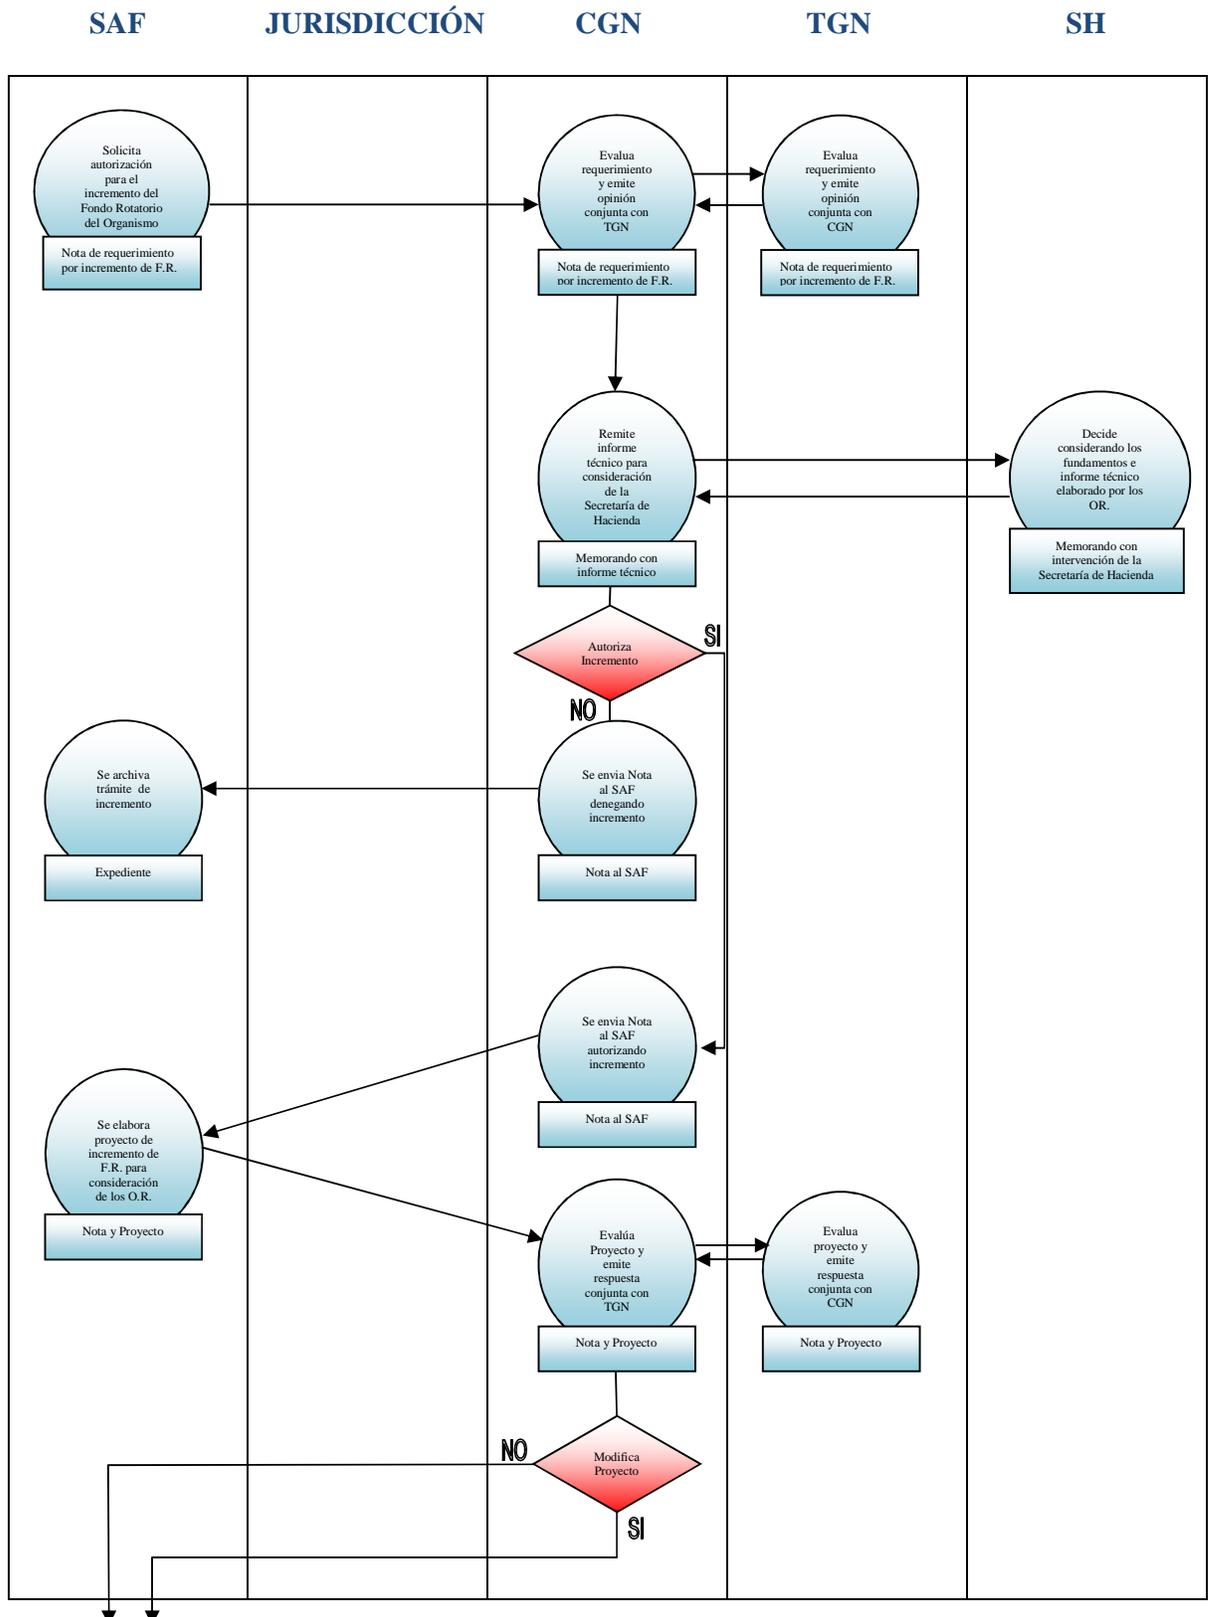 SAF JURISDICCIÓN CGN TGN SH
Solicita
autorización
para el
incremento del
Fondo Rotatorio
del Organismo
Nota de requerimiento
por incremento de F.R.
Evalua
requerimiento
y emite
opinión
conjunta con
TGN
Nota de requerimiento
por incremento de F.R.
Evalua
requerimiento
y emite
opinión
conjunta con
CGN
Nota de requerimiento
por incremento de F.R.
Remite
informe
técnico para
consideración
de la
Secretaría de
Hacienda
Memorando con
informe técnico
Decide
considerando los
fundamentos e
informe técnico
elaborado por los
OR.
Memorando con
intervención de la
Secretaría de Hacienda
Autoriza
Incremento
SI
NO
Se envia Nota
al SAF
denegando
incremento
Nota al SAF
Se archiva
trámite de
incremento
Expediente
Se envia Nota
al SAF
autorizando
incremento
Nota al SAF
Se elabora
proyecto de
incremento de
F.R. para
consideración
de los O.R.
Nota y Proyecto
Evalúa
Proyecto y
emite
respuesta
conjunta con
TGN
Nota y Proyecto
Evalua
proyecto y
emite
respuesta
conjunta con
CGN
Nota y Proyecto
Modifica
Proyecto
NO
SI